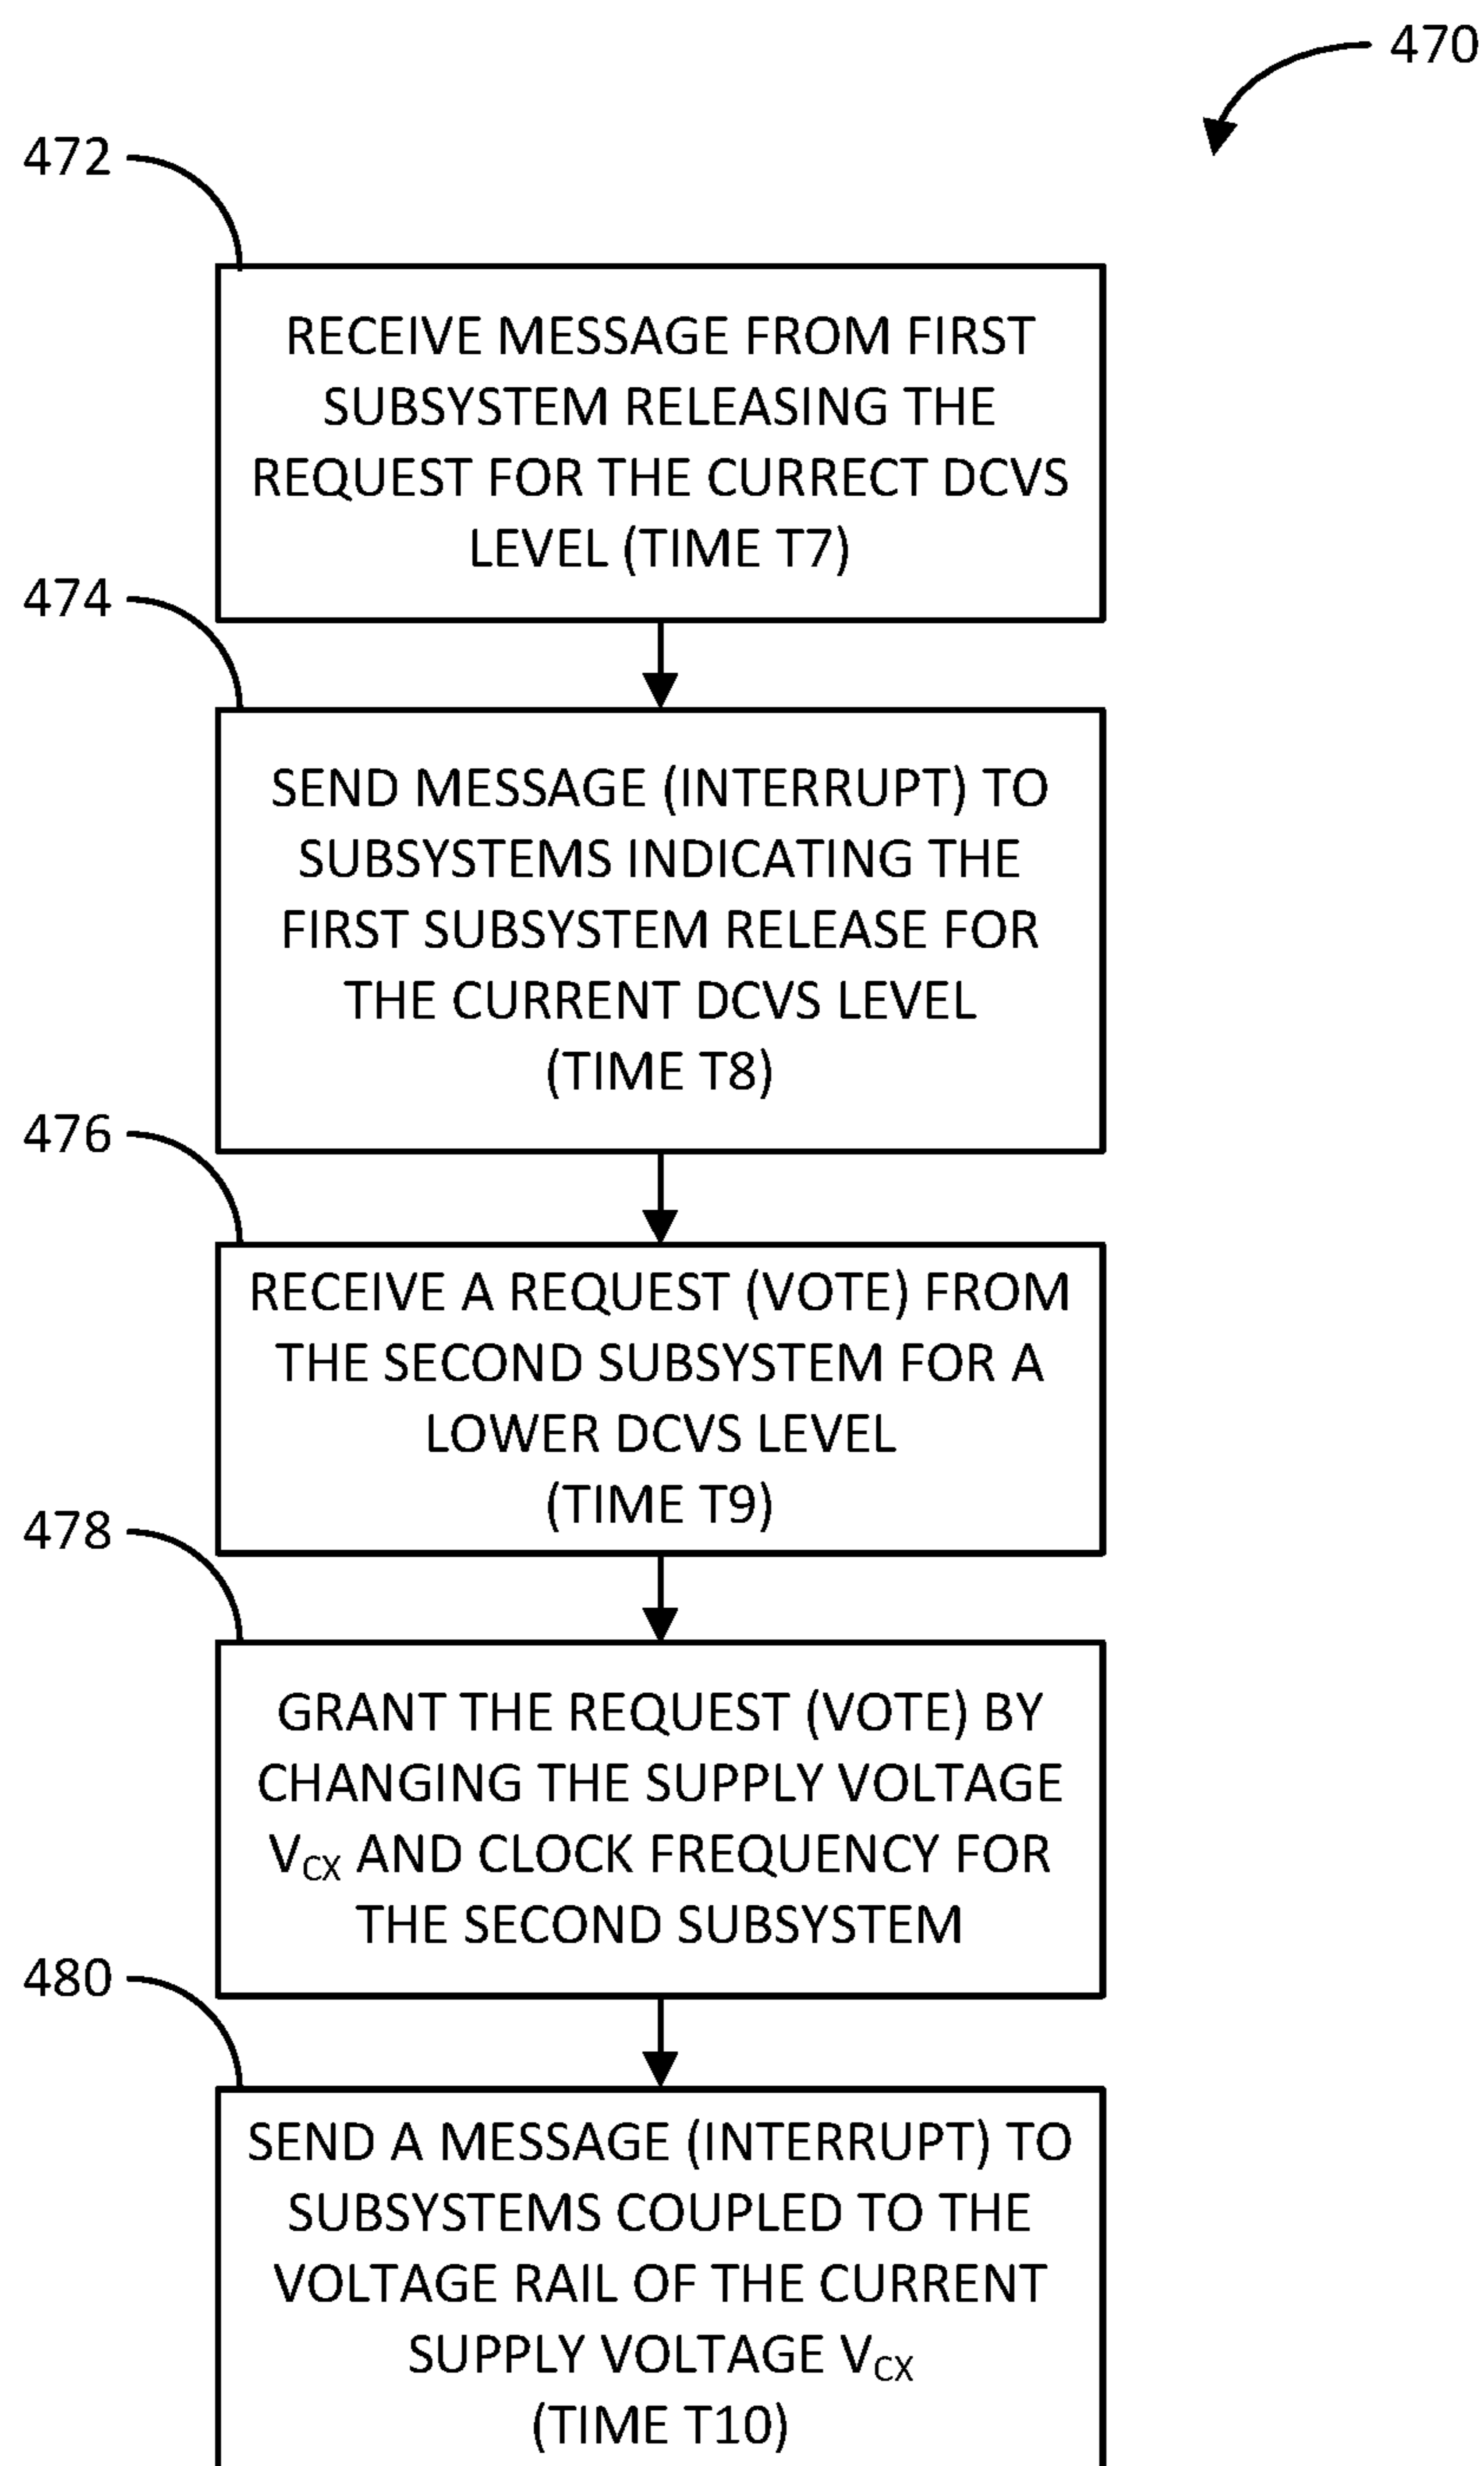 470
472
RECEIVE MESSAGE FROM FIRST
SUBSYSTEM RELEASING THE
REQUEST FOR THE CURRECT DCVS
LEVEL (TIME T7)
474
SEND MESSAGE (INTERRUPT) TO
SUBSYSTEMS INDICATING THE
FIRST SUBSYSTEM RELEASE FOR
THE CURRENT DCVS LEVEL
(TIME T8)
476
RECEIVE A REQUEST (VOTE) FROM
THE SECOND SUBSYSTEM FOR A
LOWER DCVS LEVEL
(TIME T9)
478
GRANT THE REQUEST (VOTE) BY
CHANGING THE SUPPLY VOLTAGE
VCX AND CLOCK FREQUENCY FOR
THE SECOND SUBSYSTEM
480
SEND A MESSAGE (INTERRUPT) TO
SUBSYSTEMS COUPLED TO THE
VOLTAGE RAIL OF THE CURRENT
SUPPLY VOLTAGE VCX
(TIME T10)